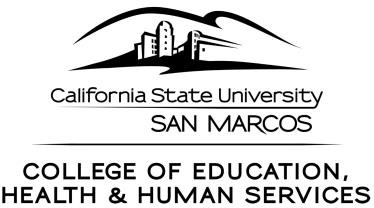 California State University
SAN MARCOS
COLLEGE OF EDUCATION,
HEALTH & HUMAN SERVICES